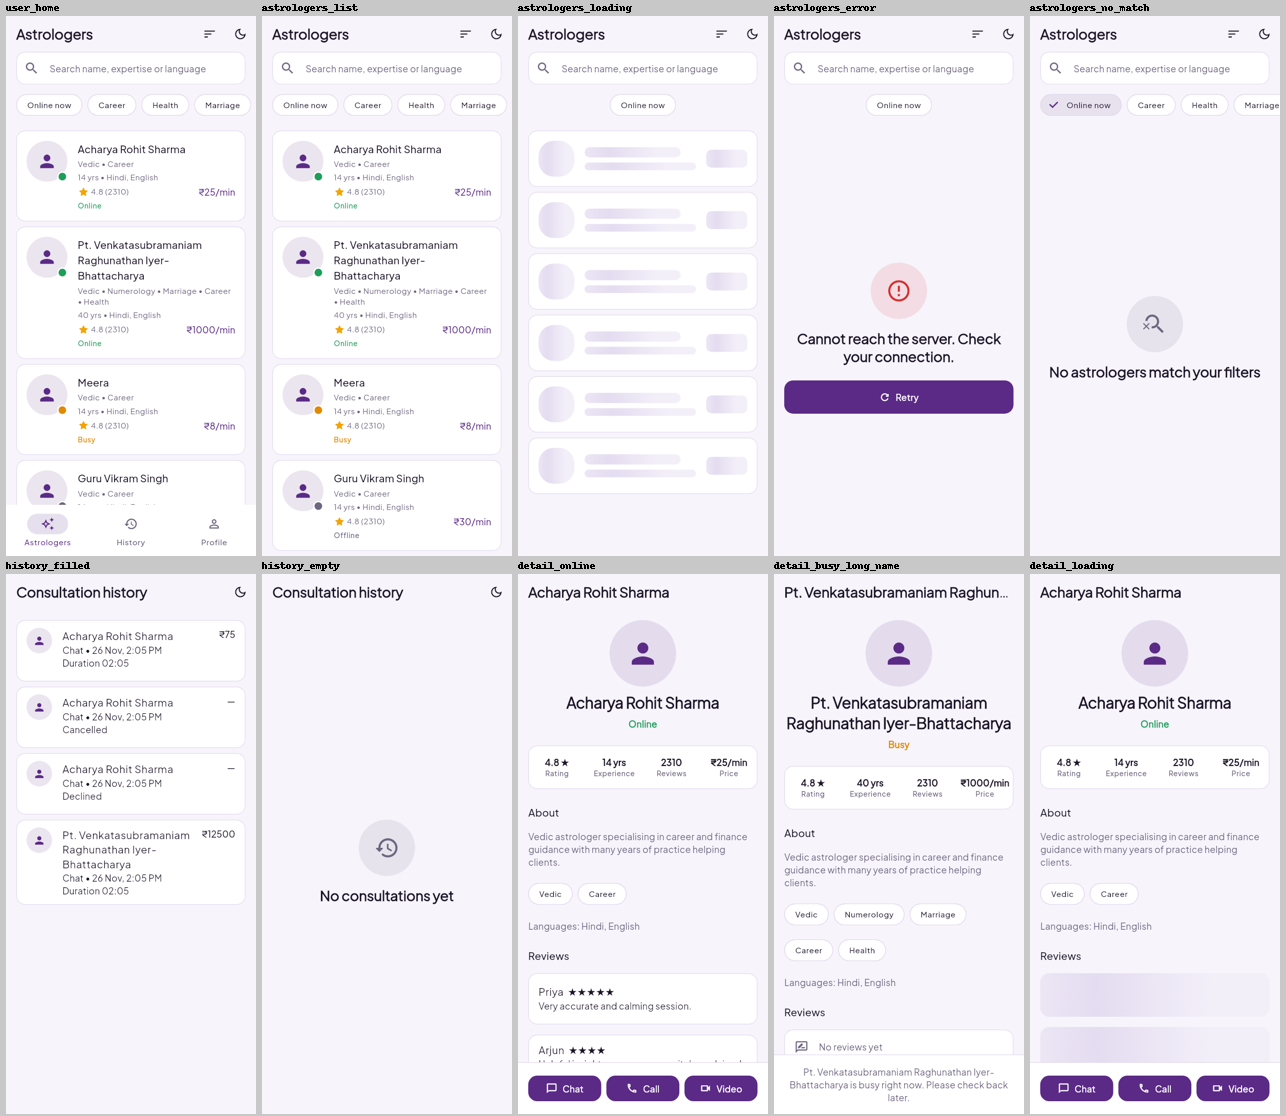 user_home
Astrologers
Search name, expertise or language
Online now
Career
Health
Marriage
Acharya Rohit Sharma
Vedic • Career
14 yrs • Hindi, English
4.8 (2310)
₹25/min
Online
Pt. Venkatasubramaniam
Raghunathan Iyer-
Bhattacharya
Vedic • Numerology • Marriage • Career
• Health
40 yrs • Hindi, English
4.8 (2310)
₹1000/min
Online
Meera
Vedic • Career
14 yrs • Hindi, English
4.8 (2310)
₹8/min
Busy
Guru Vikram Singh
Vedic • Career
Astrologers
History
Profile
astrologers_list
Astrologers
Search name, expertise or language
Online now
Career
Health
Marriage
Acharya Rohit Sharma
Vedic • Career
14 yrs • Hindi, English
4.8 (2310)
₹25/min
Online
Pt. Venkatasubramaniam
Raghunathan Iyer-
Bhattacharya
Vedic • Numerology • Marriage • Career
• Health
40 yrs • Hindi, English
4.8 (2310)
₹1000/min
Online
Meera
Vedic • Career
14 yrs • Hindi, English
4.8 (2310)
₹8/min
Busy
Guru Vikram Singh
Vedic • Career
14 yrs • Hindi, English
4.8 (2310)
₹30/min
Offline
astrologers_loading
Astrologers
Search name, expertise or language
Online now
astrologers_error
Astrologers
Search name, expertise or language
Online now
Cannot reach the server. Check
your connection.
Retry
astrologers_no_match
Astrologers
Search name, expertise or language
Online now
Career
Health
Marriage
No astrologers match your filters
history_filled
Consultation history
Acharya Rohit Sharma
₹75
Chat • 26 Nov, 2:05 PM
Duration 02:05
Acharya Rohit Sharma
—
Chat • 26 Nov, 2:05 PM
Cancelled
Acharya Rohit Sharma
—
Chat • 26 Nov, 2:05 PM
Declined
Pt. Venkatasubramaniam
₹12500
Raghunathan Iyer-
Bhattacharya
Chat • 26 Nov, 2:05 PM
Duration 02:05
history_empty
Consultation history
No consultations yet
detail_online
Acharya Rohit Sharma
Acharya Rohit Sharma
Online
4.8 ★
14 yrs
2310
₹25/min
Rating
Experience
Reviews
Price
About
Vedic astrologer specialising in career and finance
guidance with many years of practice helping
clients.
Vedic
Career
Languages: Hindi, English
Reviews
Priya ★★★★★
Very accurate and calming session.
Arjun ★★★★
Chat
Call
Video
detail_busy_long_name
Pt. Venkatasubramaniam Raghun...
Pt. Venkatasubramaniam
Raghunathan Iyer-Bhattacharya
Busy
4.8 ★
40 yrs
2310
₹1000/min
Rating
Experience
Reviews
Price
About
Vedic astrologer specialising in career and finance
guidance with many years of practice helping
clients.
Vedic
Numerology
Marriage
Career
Health
Languages: Hindi, English
Reviews
No reviews yet
Pt. Venkatasubramaniam Raghunathan Iyer-
Bhattacharya is busy right now. Please check back
later.
detail_loading
Acharya Rohit Sharma
Acharya Rohit Sharma
Online
4.8 ★
14 yrs
2310
₹25/min
Rating
Experience
Reviews
Price
About
Vedic astrologer specialising in career and finance
guidance with many years of practice helping
clients.
Vedic
Career
Languages: Hindi, English
Reviews
Chat
Call
Video